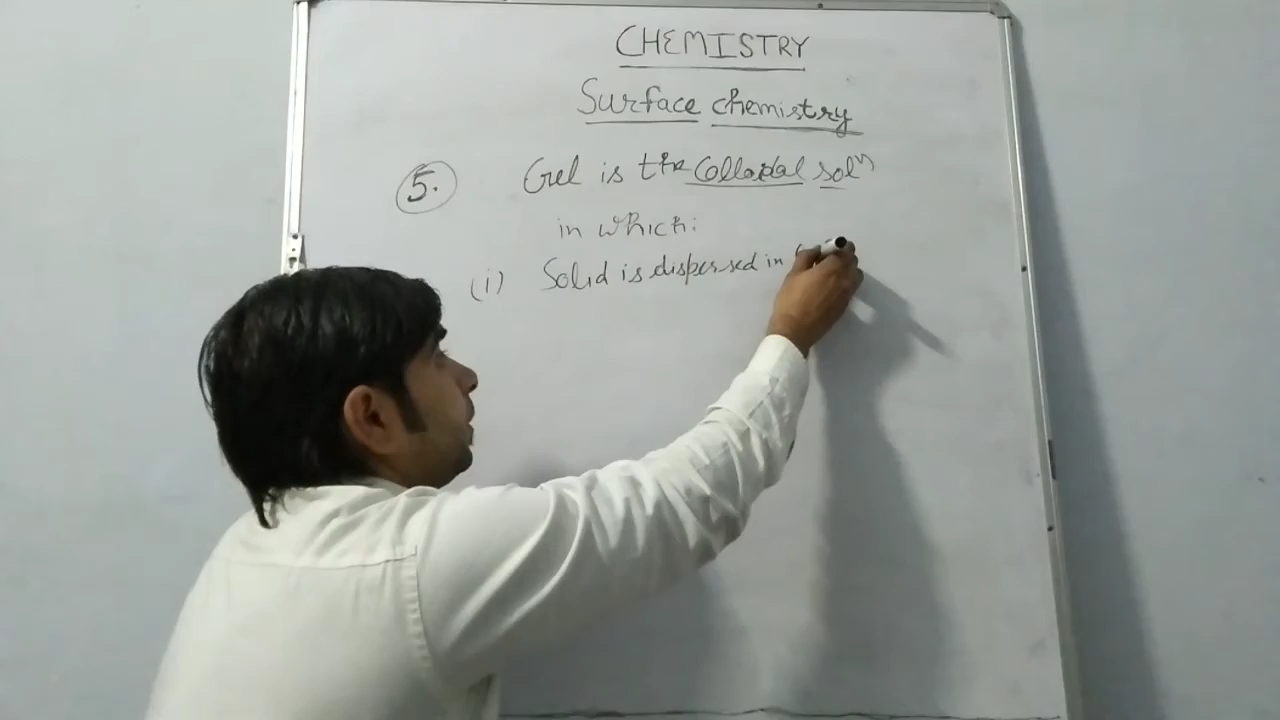 CHEMISTRY
Surface chemistry
5. Gel is the Colloidal solⁿ
in which:
(i) Solid is dispersed in